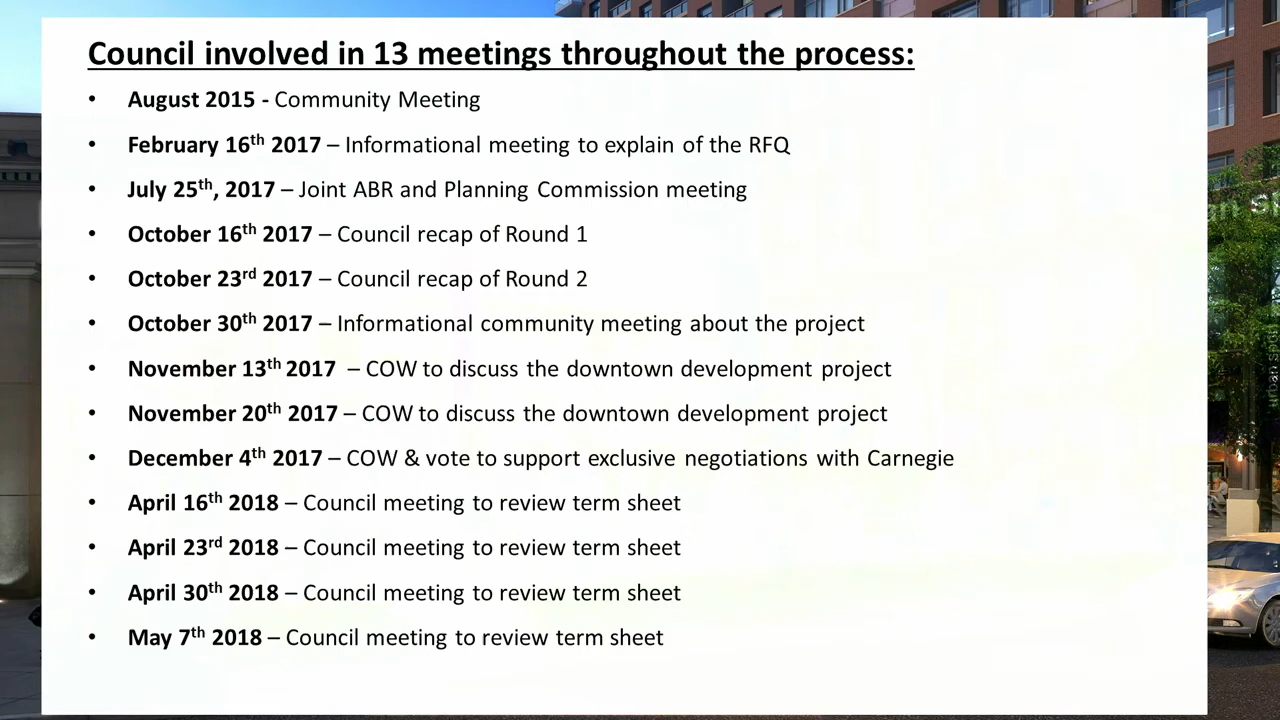 Council involved in 13 meetings throughout the process:
• August 2015 - Community Meeting
• February 16th 2017 – Informational meeting to explain of the RFQ
• July 25th, 2017 – Joint ABR and Planning Commission meeting
• October 16th 2017 – Council recap of Round 1
• October 23rd 2017 – Council recap of Round 2
• October 30th 2017 – Informational community meeting about the project
• November 13th 2017 – COW to discuss the downtown development project
• November 20th 2017 – COW to discuss the downtown development project
• December 4th 2017 – COW & vote to support exclusive negotiations with Carnegie
• April 16th 2018 – Council meeting to review term sheet
• April 23rd 2018 – Council meeting to review term sheet
• April 30th 2018 – Council meeting to review term sheet
• May 7th 2018 – Council meeting to review term sheet